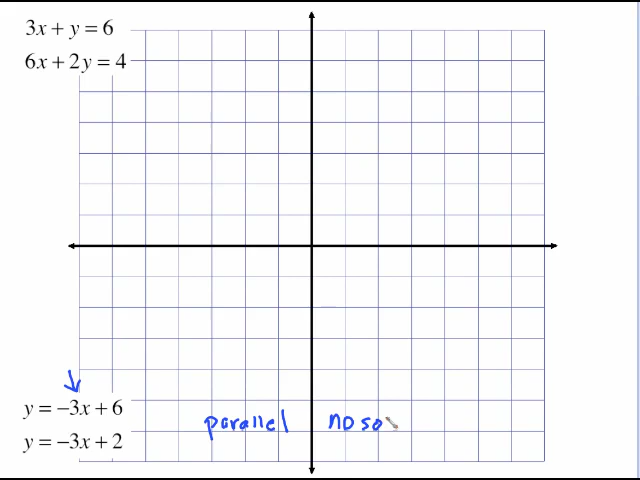 3x + y = 6
6x + 2y = 4
y = −3x + 6
y = −3x + 2
parallel no so